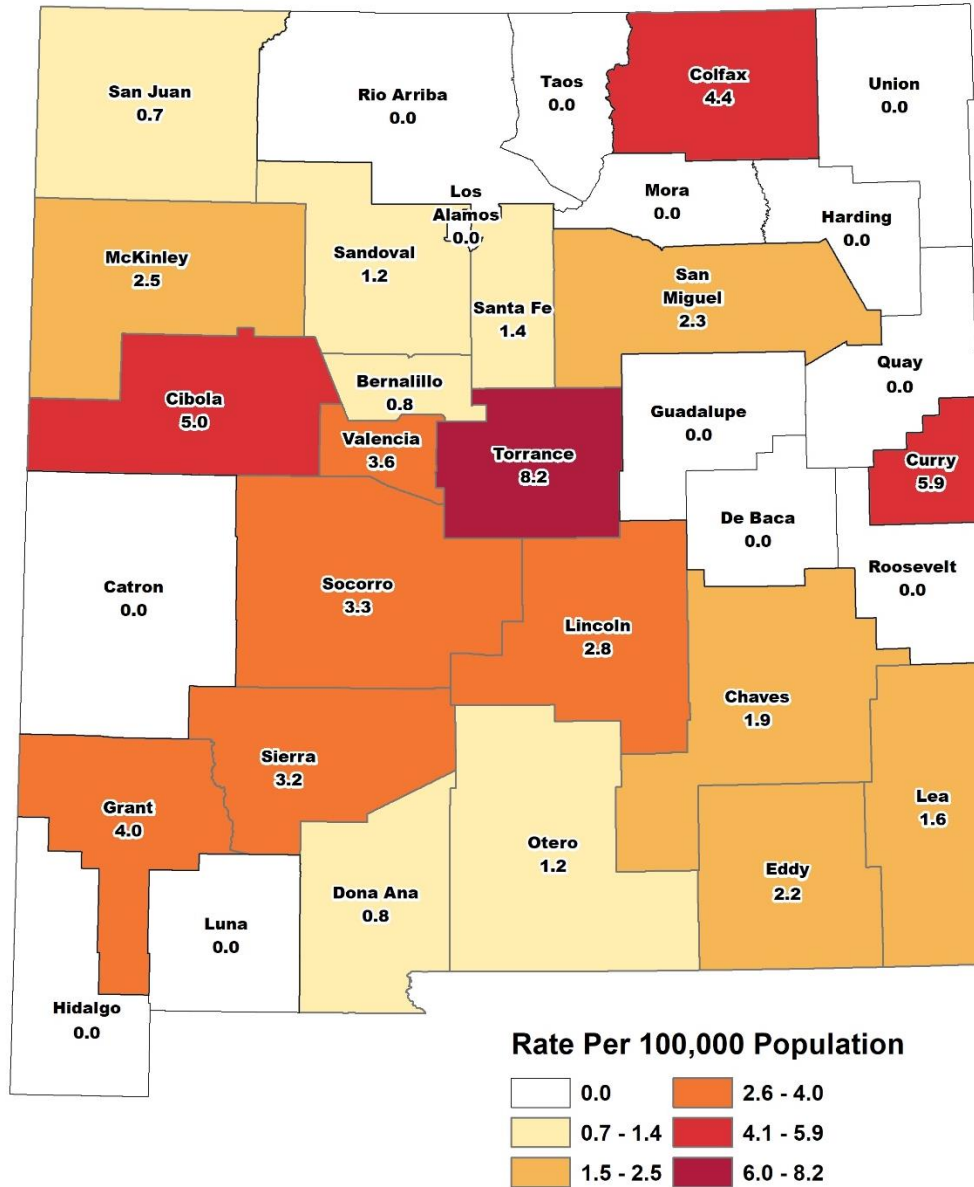 San Juan
0.7
Rio Arriba
0.0
Taos
0.0
Colfax
4.4
Union
0.0
Los
Alamos
0.0
Mora
0.0
Harding
0.0
McKinley
2.5
Sandoval
1.2
Santa Fe
1.4
San
Miguel
2.3
Quay
0.0
Cibola
5.0
Bernalillo
0.8
Valencia
3.6
Torrance
8.2
Guadalupe
0.0
Curry
5.9
De Baca
0.0
Roosevelt
0.0
Catron
0.0
Socorro
3.3
Lincoln
2.8
Chaves
1.9
Sierra
3.2
Grant
4.0
Lea
1.6
Otero
1.2
Eddy
2.2
Dona Ana
0.8
Luna
0.0
Hidalgo
0.0
Rate Per 100,000 Population
0.0
2.6 - 4.0
0.7 - 1.4
4.1 - 5.9
1.5 - 2.5
6.0 - 8.2